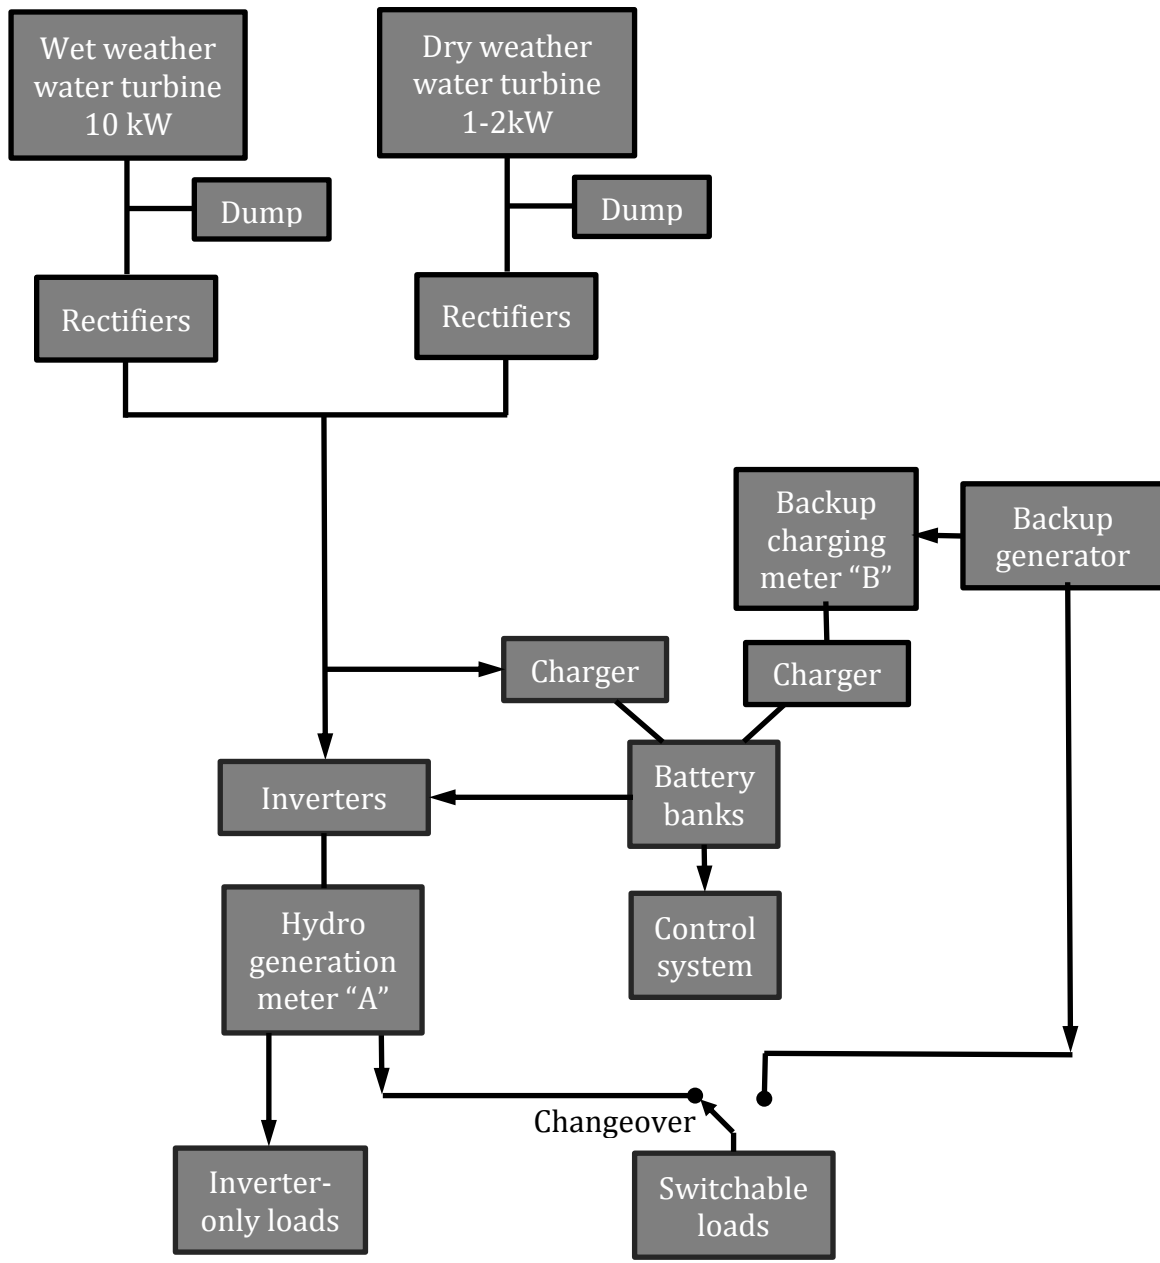 Wet weather
water turbine
10 kW
Dry weather
water turbine
1-2kW
Dump
Dump
Rectifiers
Rectifiers
Backup
charging
meter “B”
Backup
generator
Charger
Charger
Inverters
Battery
banks
Hydro
generation
meter “A”
Control
system
Changeover
Inverter-
only loads
Switchable
loads